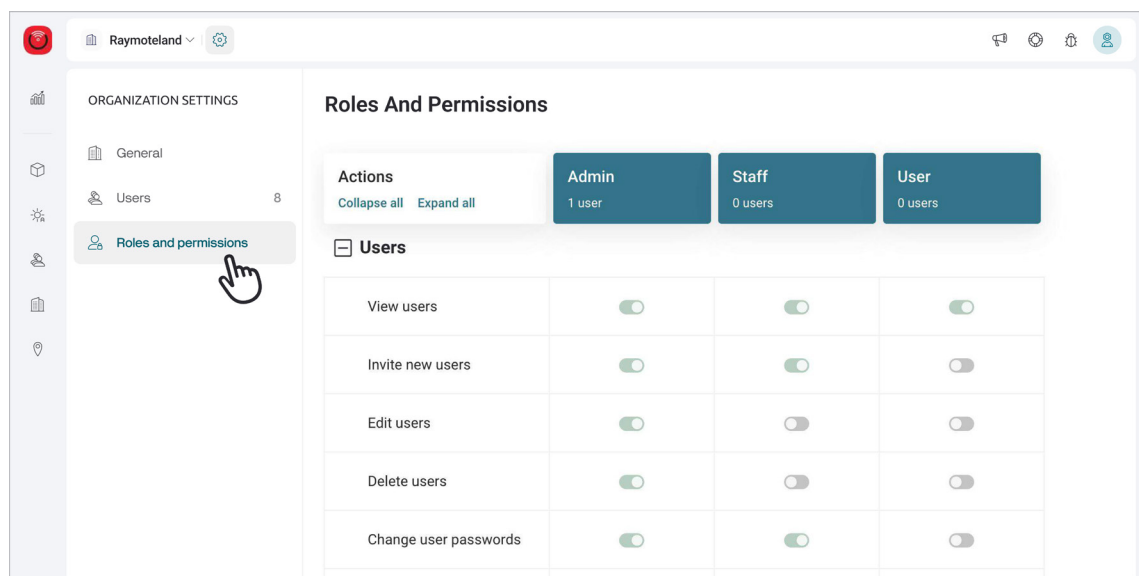 Raymoteland
ORGANIZATION SETTINGS
General
Users 8
Roles and permissions
Roles And Permissions
Actions
Collapse all Expand all
Admin
1 user
Staff
0 users
User
0 users
Users
View users
Invite new users
Edit users
Delete users
Change user passwords